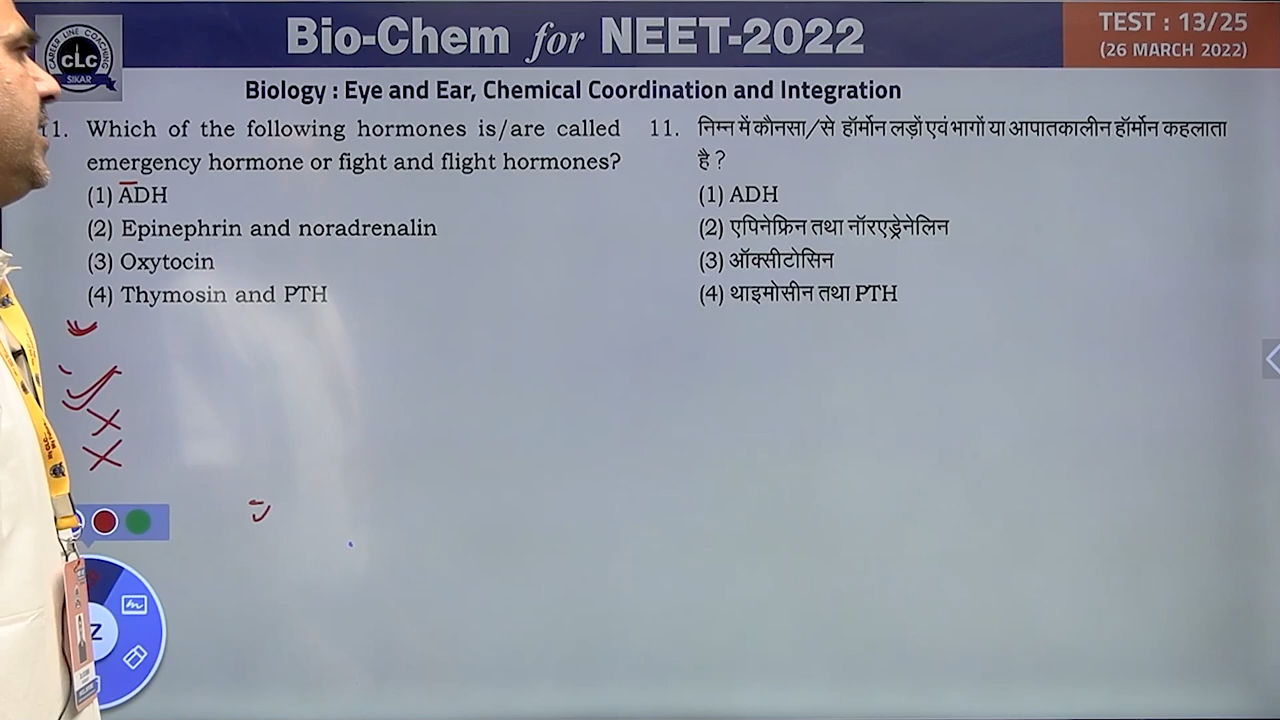 CAREER LINE COACHING
CLC
SIKAR
Bio-Chem for NEET-2022
TEST : 13/25
(26 MARCH 2022)
Biology : Eye and Ear, Chemical Coordination and Integration
11. Which of the following hormones is/are called
emergency hormone or fight and flight hormones?
(1) ADH
(2) Epinephrin and noradrenalin
(3) Oxytocin
(4) Thymosin and PTH
11. निम्न में कौनसा/से हॉर्मोन लड़ों एवं भागों या आपातकालीन हॉर्मोन कहलाता
है ?
(1) ADH
(2) एपिनेफ्रिन तथा नॉरएड्रेनेलिन
(3) ऑक्सीटोसिन
(4) थाइमोसीन तथा PTH
Z